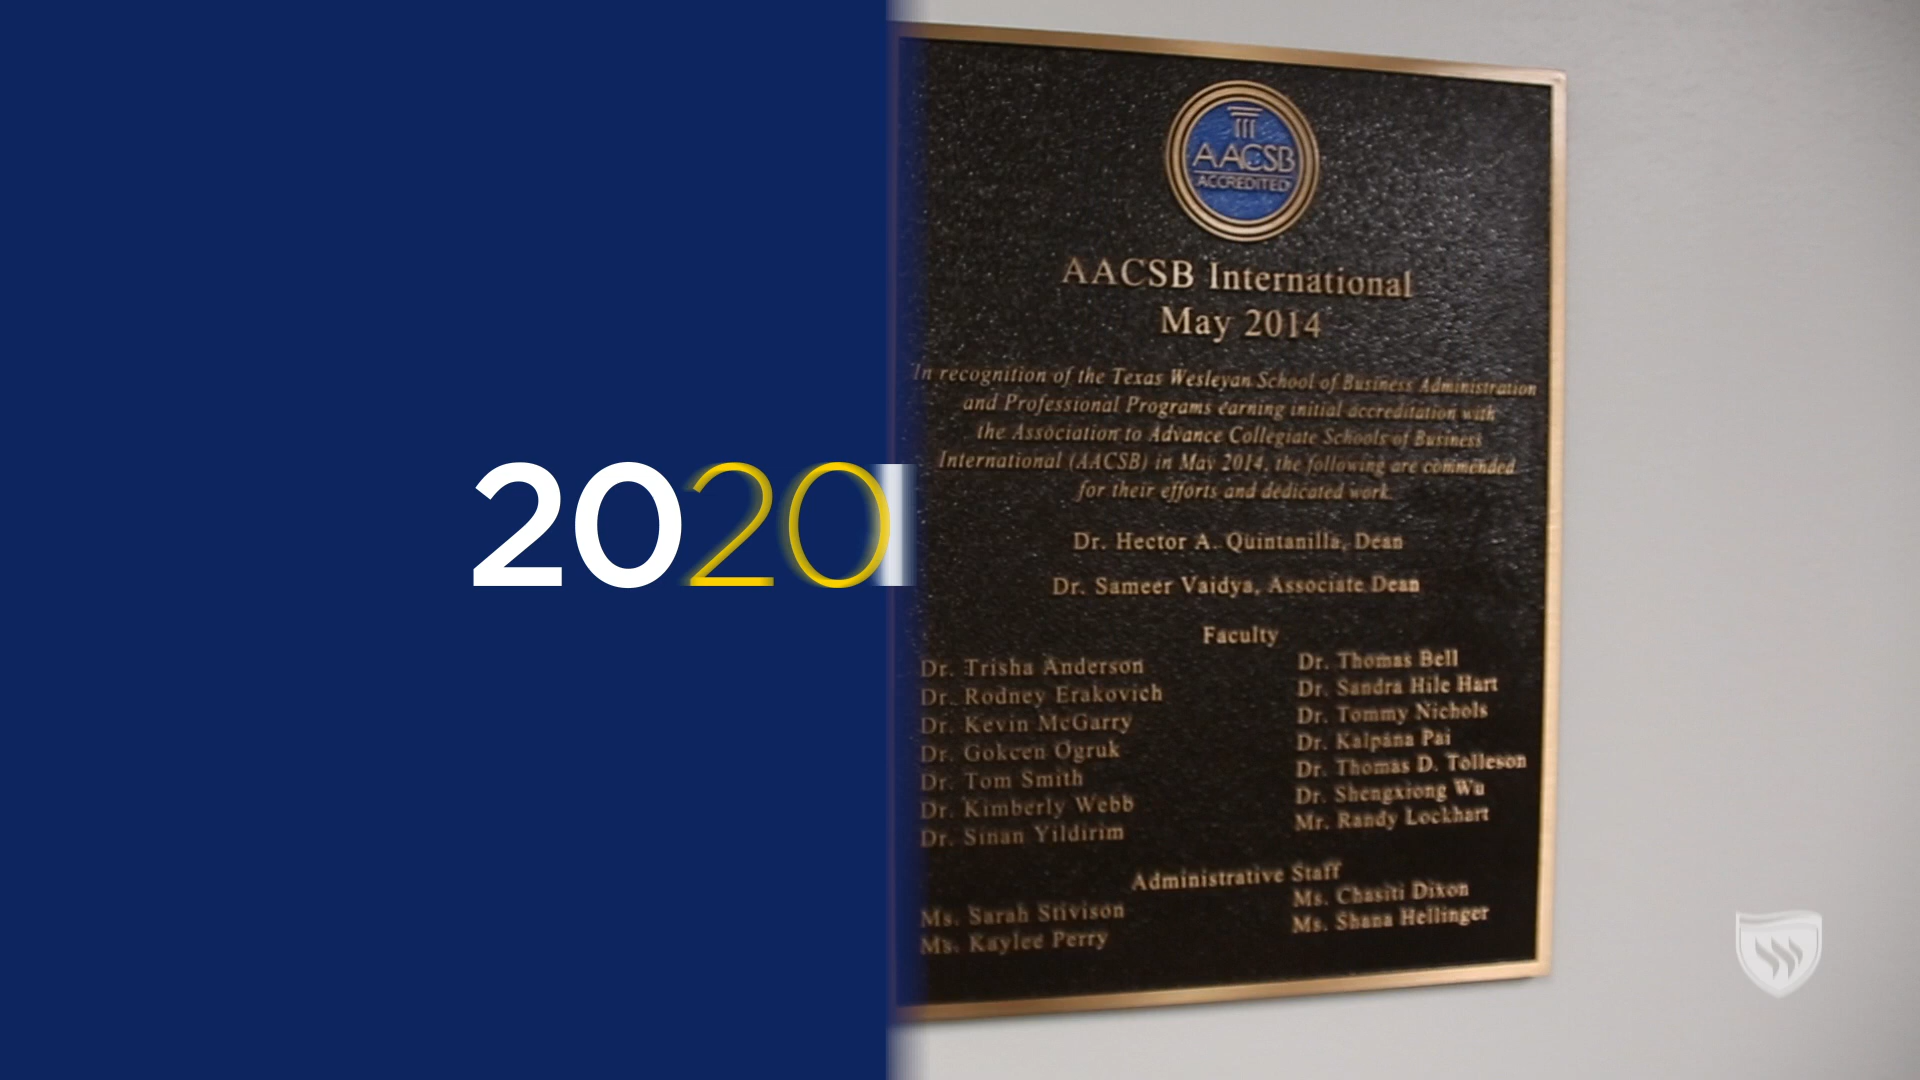 2020
AACSB
ACCREDITED
AACSB International
May 2014
In recognition of the Texas Wesleyan School of Business Administration
and Professional Programs earning initial accreditation with
the Association to Advance Collegiate Schools of Business
International (AACSB) in May 2014, the following are commended
for their efforts and dedicated work.
Dr. Hector A. Quintanilla, Dean
Dr. Sameer Vaidya, Associate Dean
Faculty
Dr. Trisha Anderson
Dr. Rodney Erakovich
Dr. Kevin McGarry
Dr. Gokcen Ogruk
Dr. Tom Smith
Dr. Kimberly Webb
Dr. Sinan Yildirim
Dr. Thomas Bell
Dr. Sandra Hile Hart
Dr. Tommy Nichols
Dr. Kalpana Pai
Dr. Thomas D. Tolleson
Dr. Shengxiong Wu
Mr. Randy Lockhart
Administrative Staff
Ms. Sarah Stivison
Ms. Kaylee Perry
Ms. Chasiti Dixon
Ms. Shana Hellinger